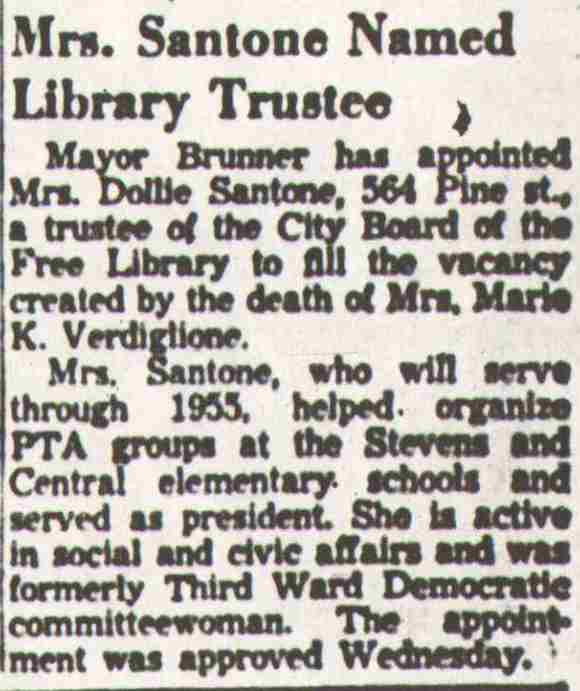 Mrs. Santone Named
Library Trustee
Mayor Brunner has appointed
Mrs. Dollie Santone, 564 Pine st.,
a trustee of the City Board of the
Free Library to fill the vacancy
created by the death of Mrs. Marie
K. Verdiglione.
Mrs. Santone, who will serve
through 1955, helped organize
PTA groups at the Stevens and
Central elementary schools and
served as president. She is active
in social and civic affairs and was
formerly Third Ward Democratic
committeewoman. The appoint-
ment was approved Wednesday.